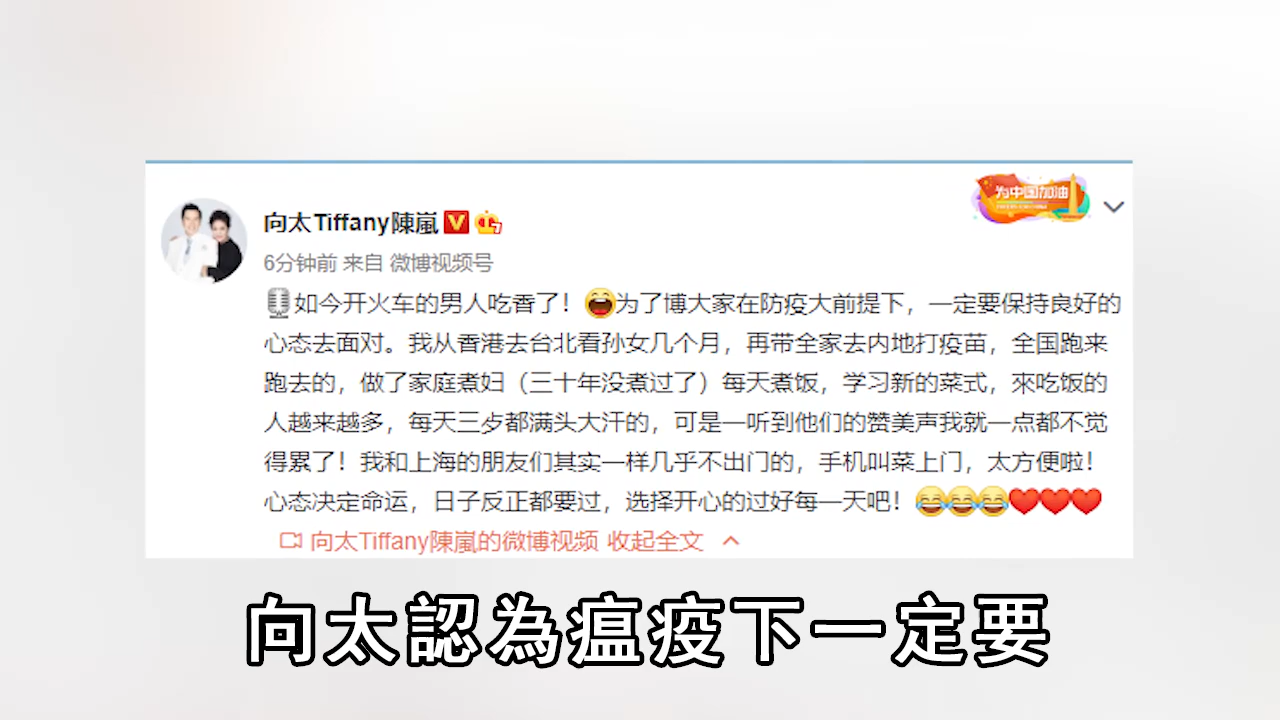 为中国加油
向太Tiffany陳嵐
6分钟前 来自 微博视频号
如今开火车的男人吃香了！为了博大家在防疫大前提下，一定要保持良好的
心态去面对。我从香港去台北看孙女几个月，再带全家去内地打疫苗，全国跑来
跑去的，做了家庭煮妇（三十年没煮过了）每天煮饭，学习新的菜式，來吃饭的
人越来越多，每天三歺都满头大汗的，可是一听到他们的赞美声我就一点都不觉
得累了！我和上海的朋友们其实一样几乎不出门的，手机叫菜上门，太方便啦！
心态决定命运，日子反正都要过，选择开心的过好每一天吧！😂😂😂❤❤❤
向太Tiffany陳嵐的微博视频 收起全文
向太認為瘟疫下一定要